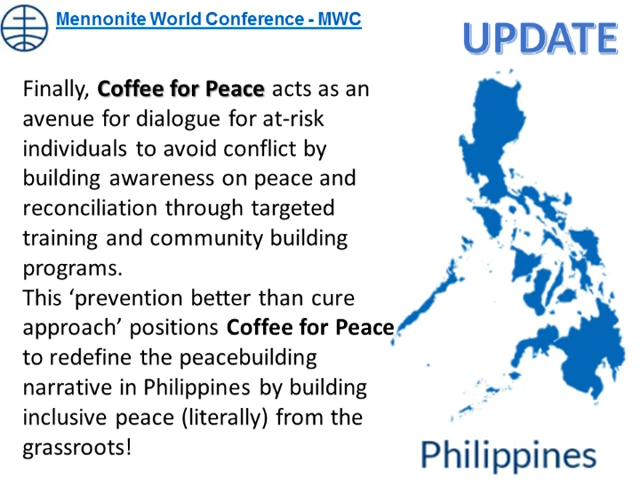 Mennonite World Conference - MWC
UPDATE
Finally, Coffee for Peace acts as an
avenue for dialogue for at-risk
individuals to avoid conflict by
building awareness on peace and
reconciliation through targeted
training and community building
programs.
This ‘prevention better than cure
approach’ positions Coffee for Peace
to redefine the peacebuilding
narrative in Philippines by building
inclusive peace (literally) from the
grassroots!
Philippines